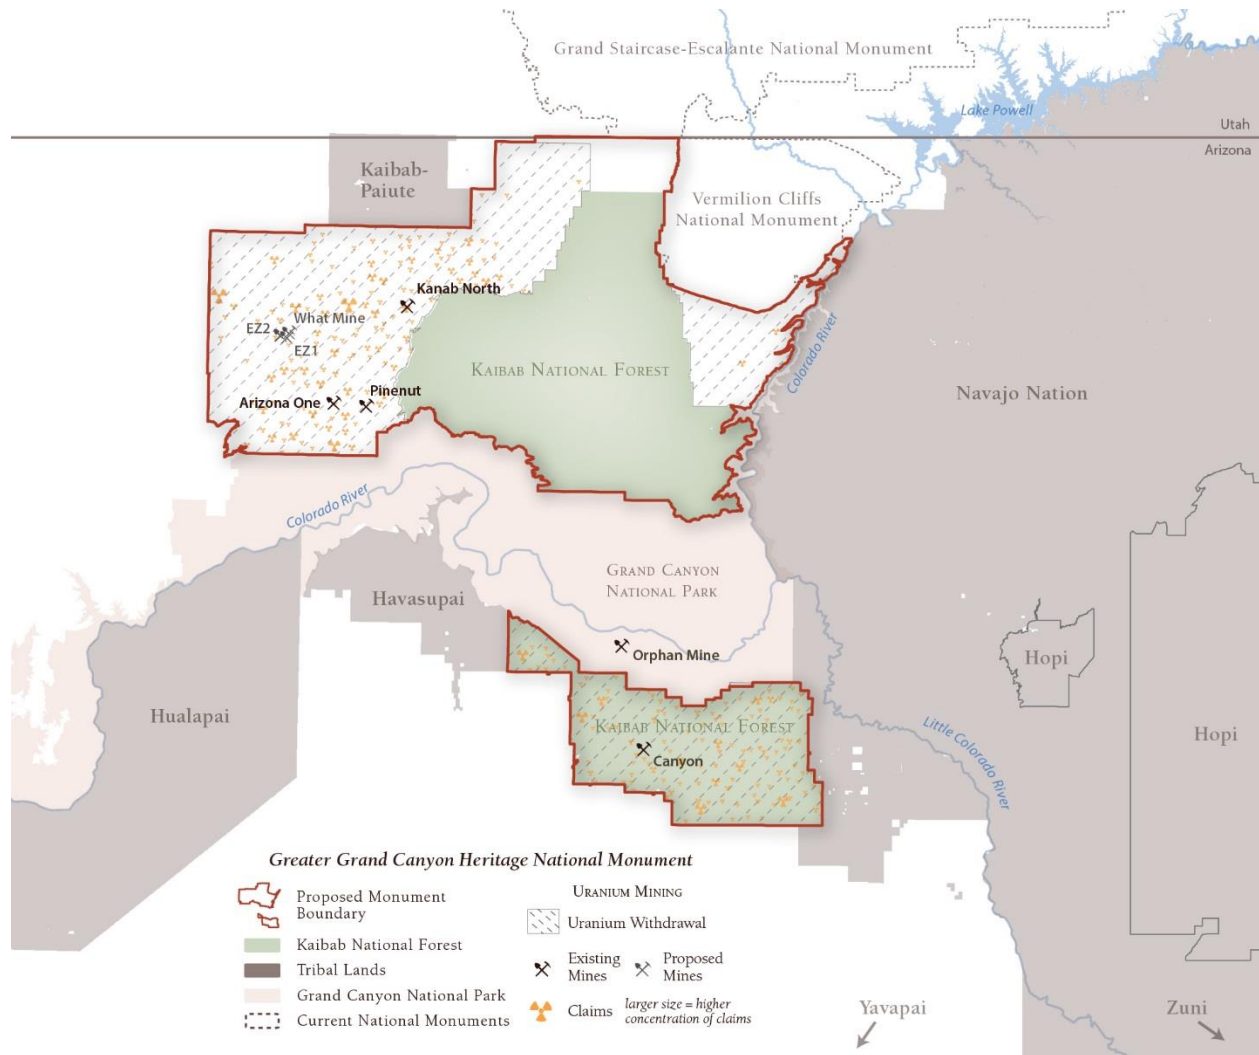 Grand Staircase-Escalante National Monument
Lake Powell
Utah
Arizona
Kaibab-
Paiute
Vermilion Cliffs
National Monument
Kanab North
What Mine
EZ2
EZ1
Colorado River
Kaibab National Forest
Navajo Nation
Arizona One
Pinenut
Colorado River
Grand Canyon
National Park
Havasupai
Orphan Mine
Hopi
Hualapai
Kaibab National Forest
Canyon
Little Colorado River
Hopi
Greater Grand Canyon Heritage National Monument
Proposed Monument
Boundary
Kaibab National Forest
Tribal Lands
Grand Canyon National Park
Current National Monuments
Uranium Mining
Uranium Withdrawal
Existing
Mines
Proposed
Mines
Claims
larger size = higher
concentration of claims
Yavapai
Zuni